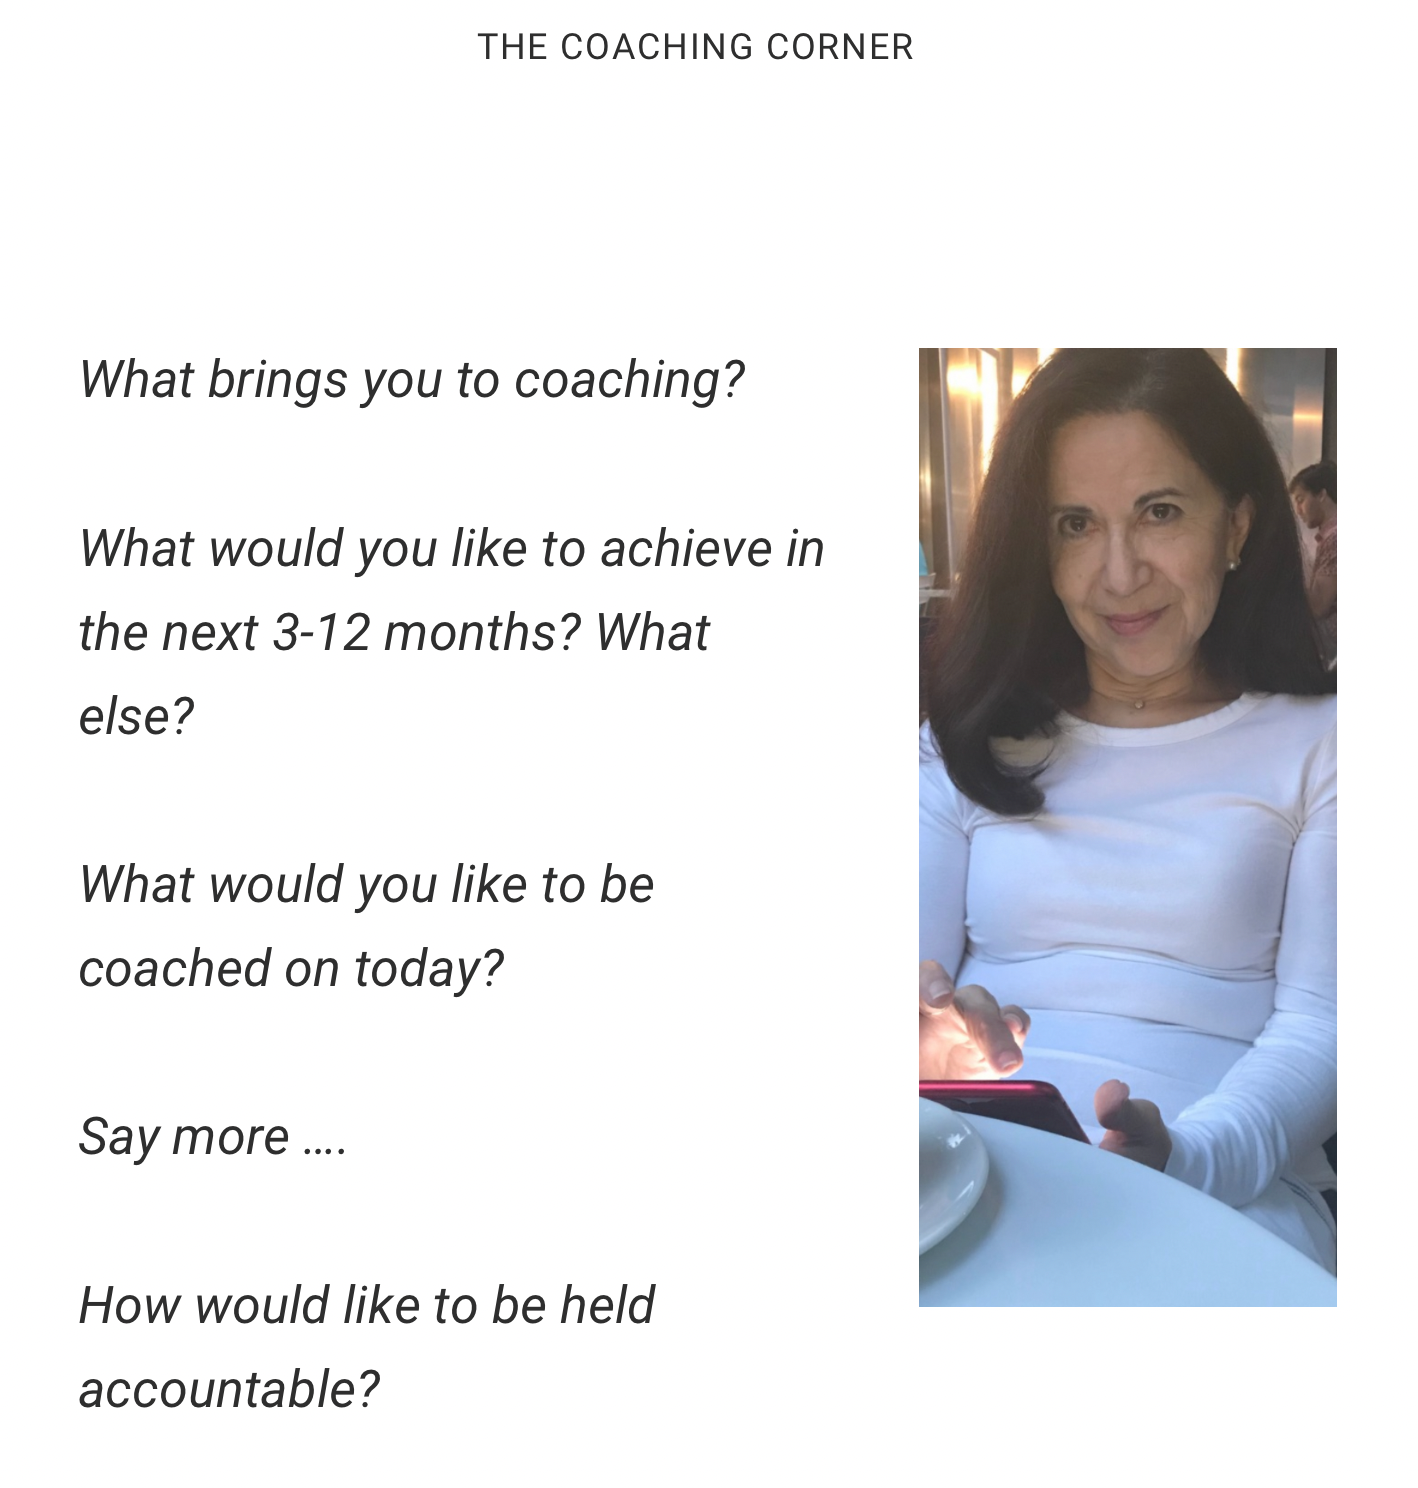 THE COACHING CORNER
What brings you to coaching?
What would you like to achieve in
the next 3-12 months? What
else?
What would you like to be
coached on today?
Say more ....
How would like to be held
accountable?